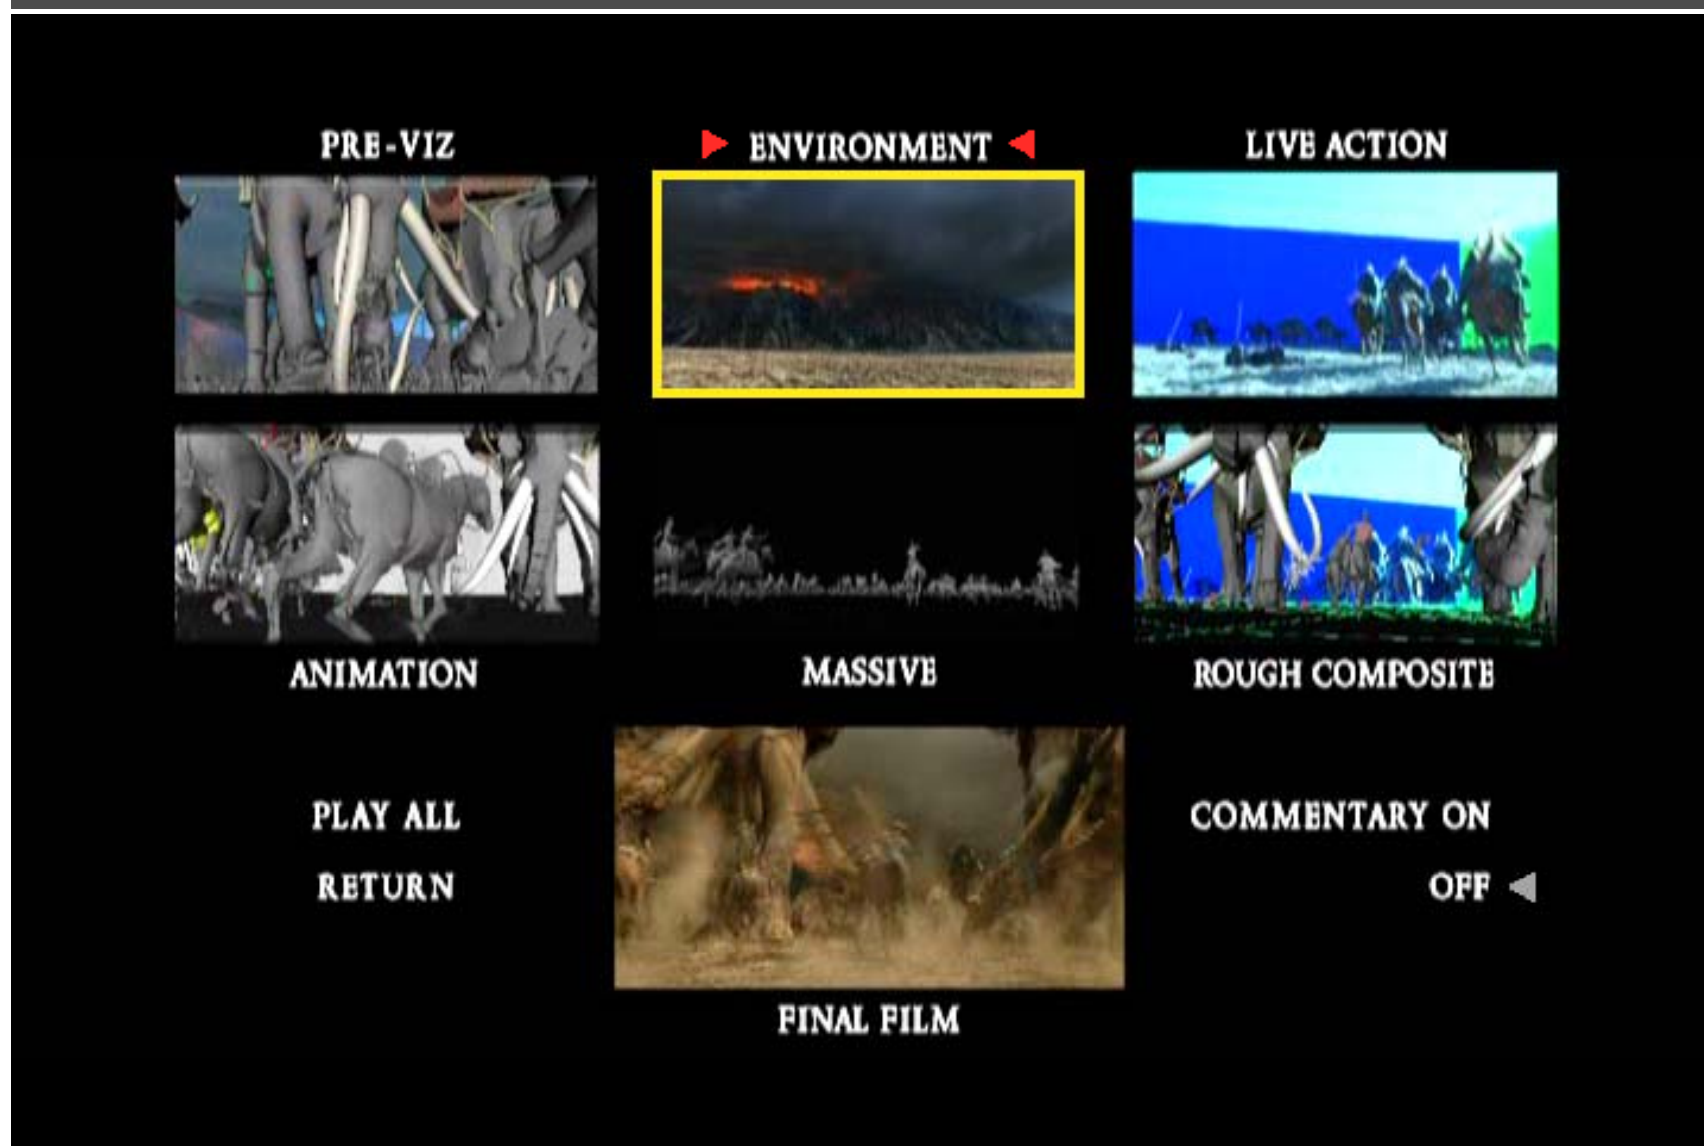 PRE-VIZ
ENVIRONMENT
LIVE ACTION
ANIMATION
MASSIVE
ROUGH COMPOSITE
PLAY ALL
COMMENTARY ON
RETURN
OFF
FINAL FILM